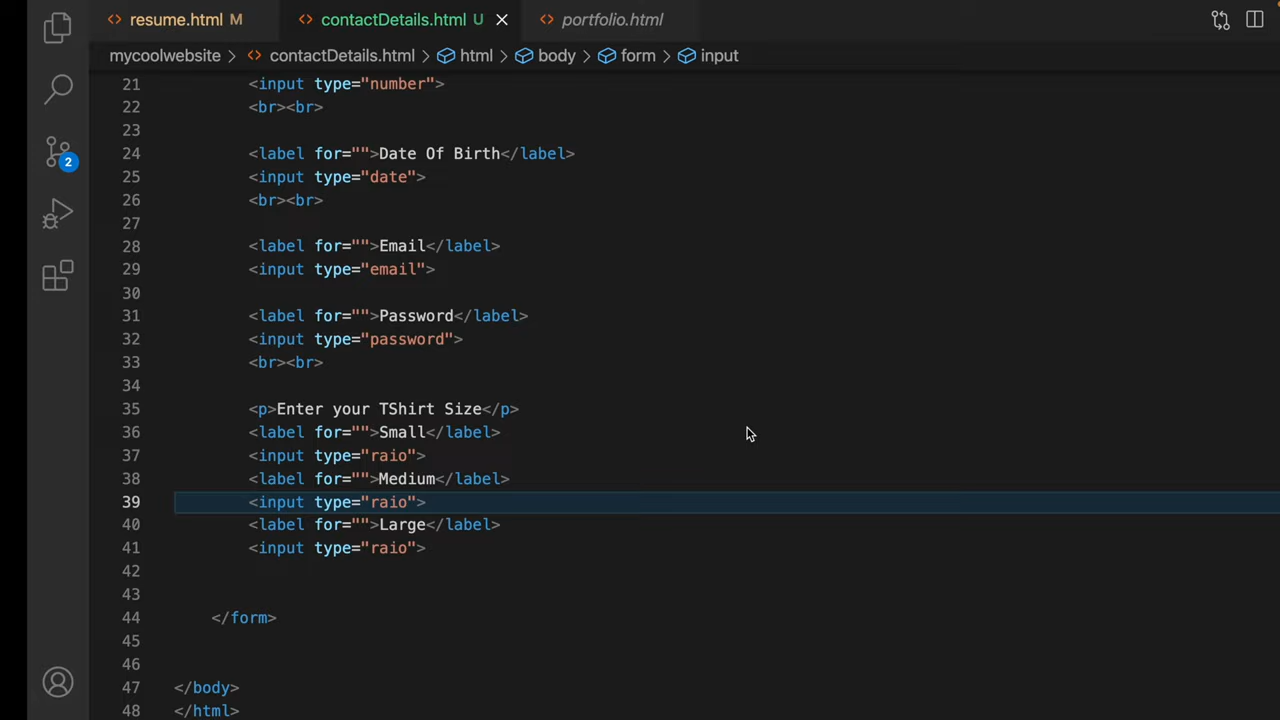 resume.html M contactDetails.html U portfolio.html
mycoolwebsite > contactDetails.html > html > body > form > input
21 <input type="number">
22 <br><br>
23
24 <label for="">Date Of Birth</label>
25 <input type="date">
26 <br><br>
27
28 <label for="">Email</label>
29 <input type="email">
30
31 <label for="">Password</label>
32 <input type="password">
33 <br><br>
34
35 <p>Enter your TShirt Size</p>
36 <label for="">Small</label>
37 <input type="raio">
38 <label for="">Medium</label>
39 <input type="raio">
40 <label for="">Large</label>
41 <input type="raio">
42
43
44 </form>
45
46
47 </body>
48 </html>
2